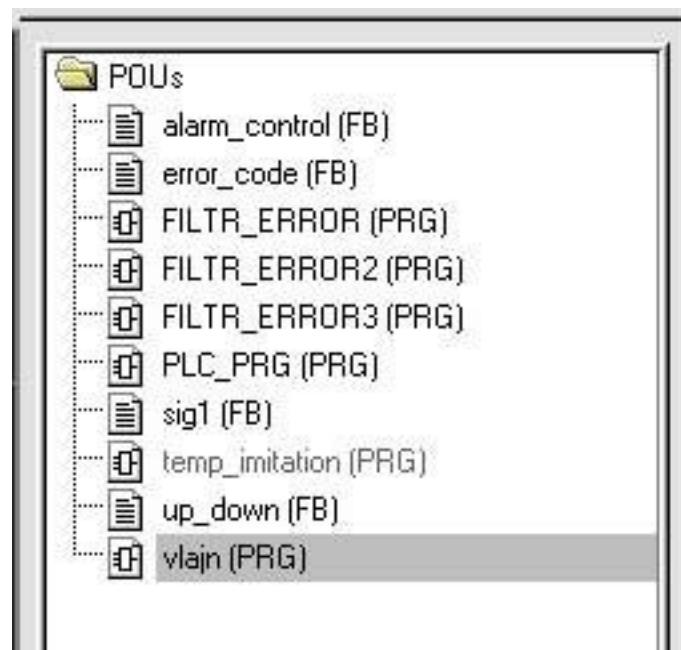 POUs
alarm_control (FB)
error_code (FB)
FILTR_ERROR (PRG)
FILTR_ERROR2 (PRG)
FILTR_ERROR3 (PRG)
PLC_PRG (PRG)
sig1 (FB)
temp_imitation (PRG)
up_down (FB)
vlajn (PRG)